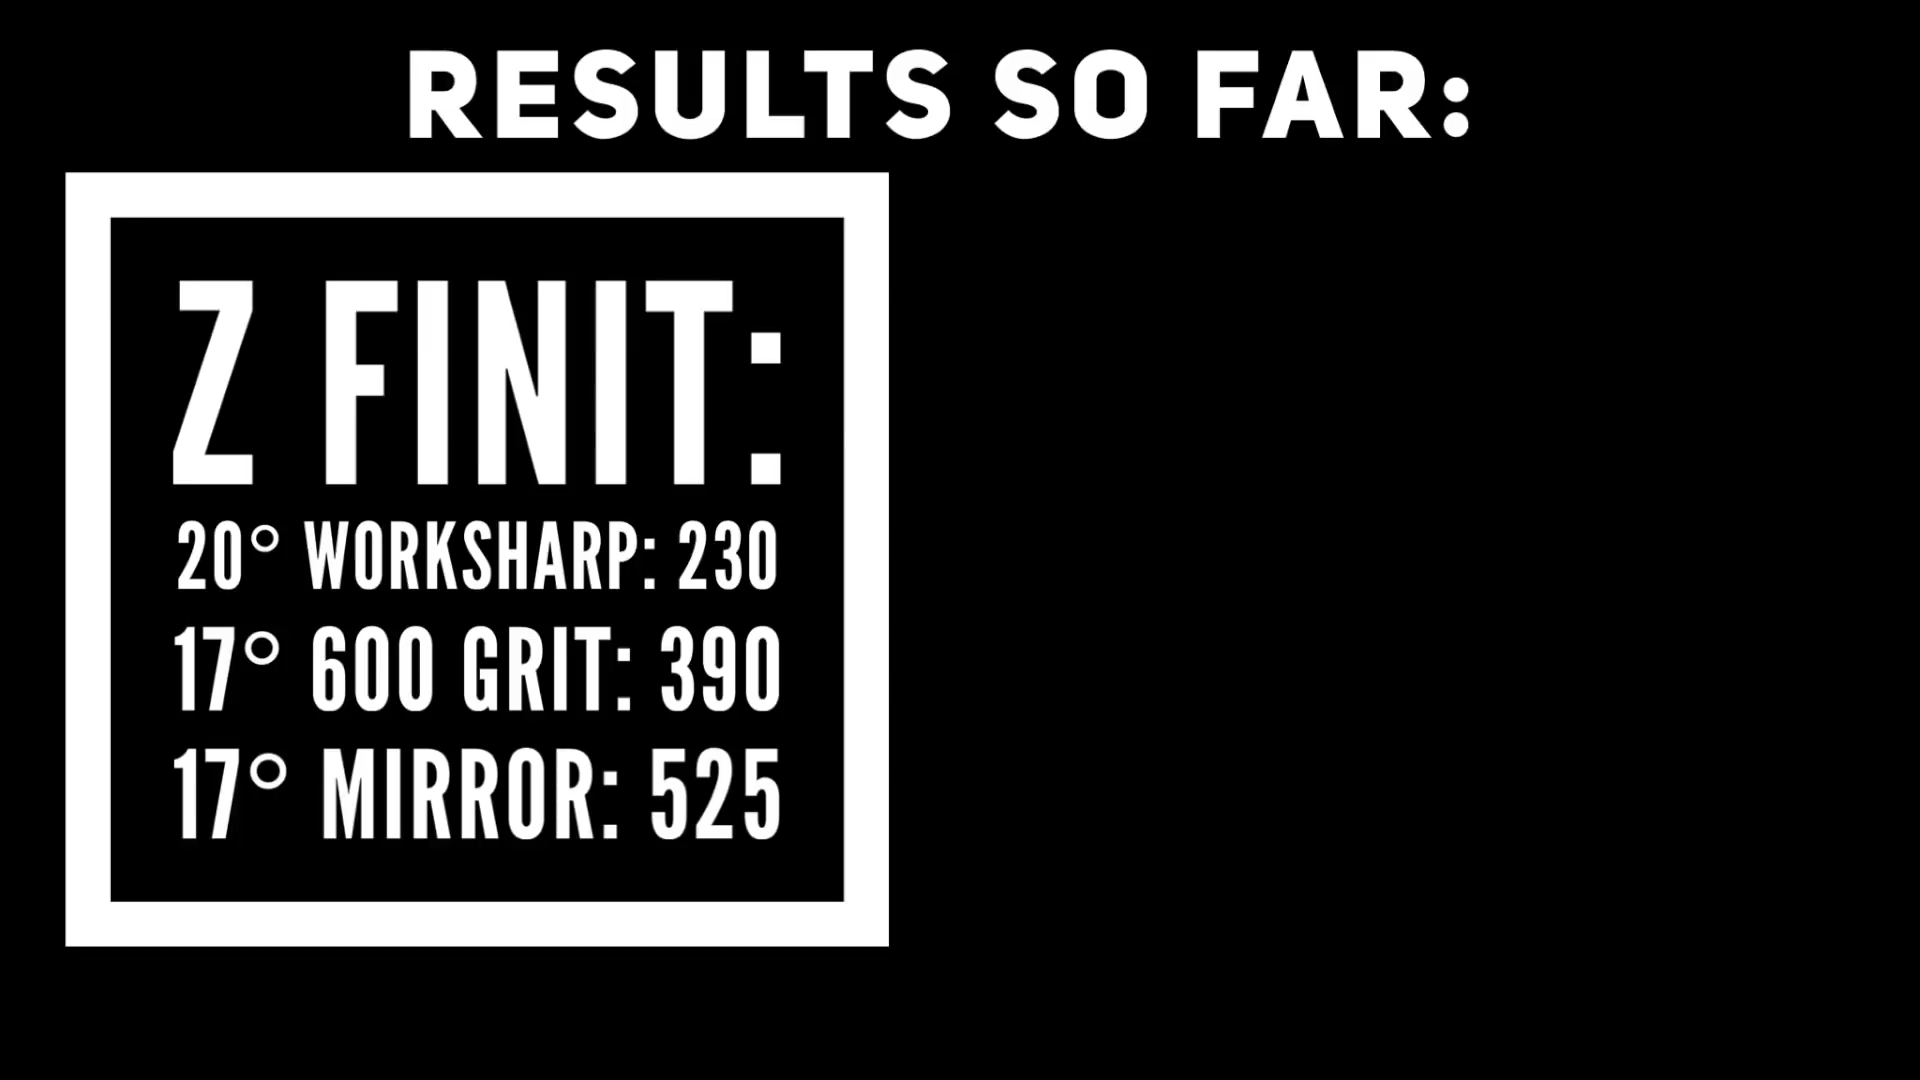 RESULTS SO FAR:
Z FINIT:
20° WORKSHARP: 230
17° 600 GRIT: 390
17° MIRROR: 525